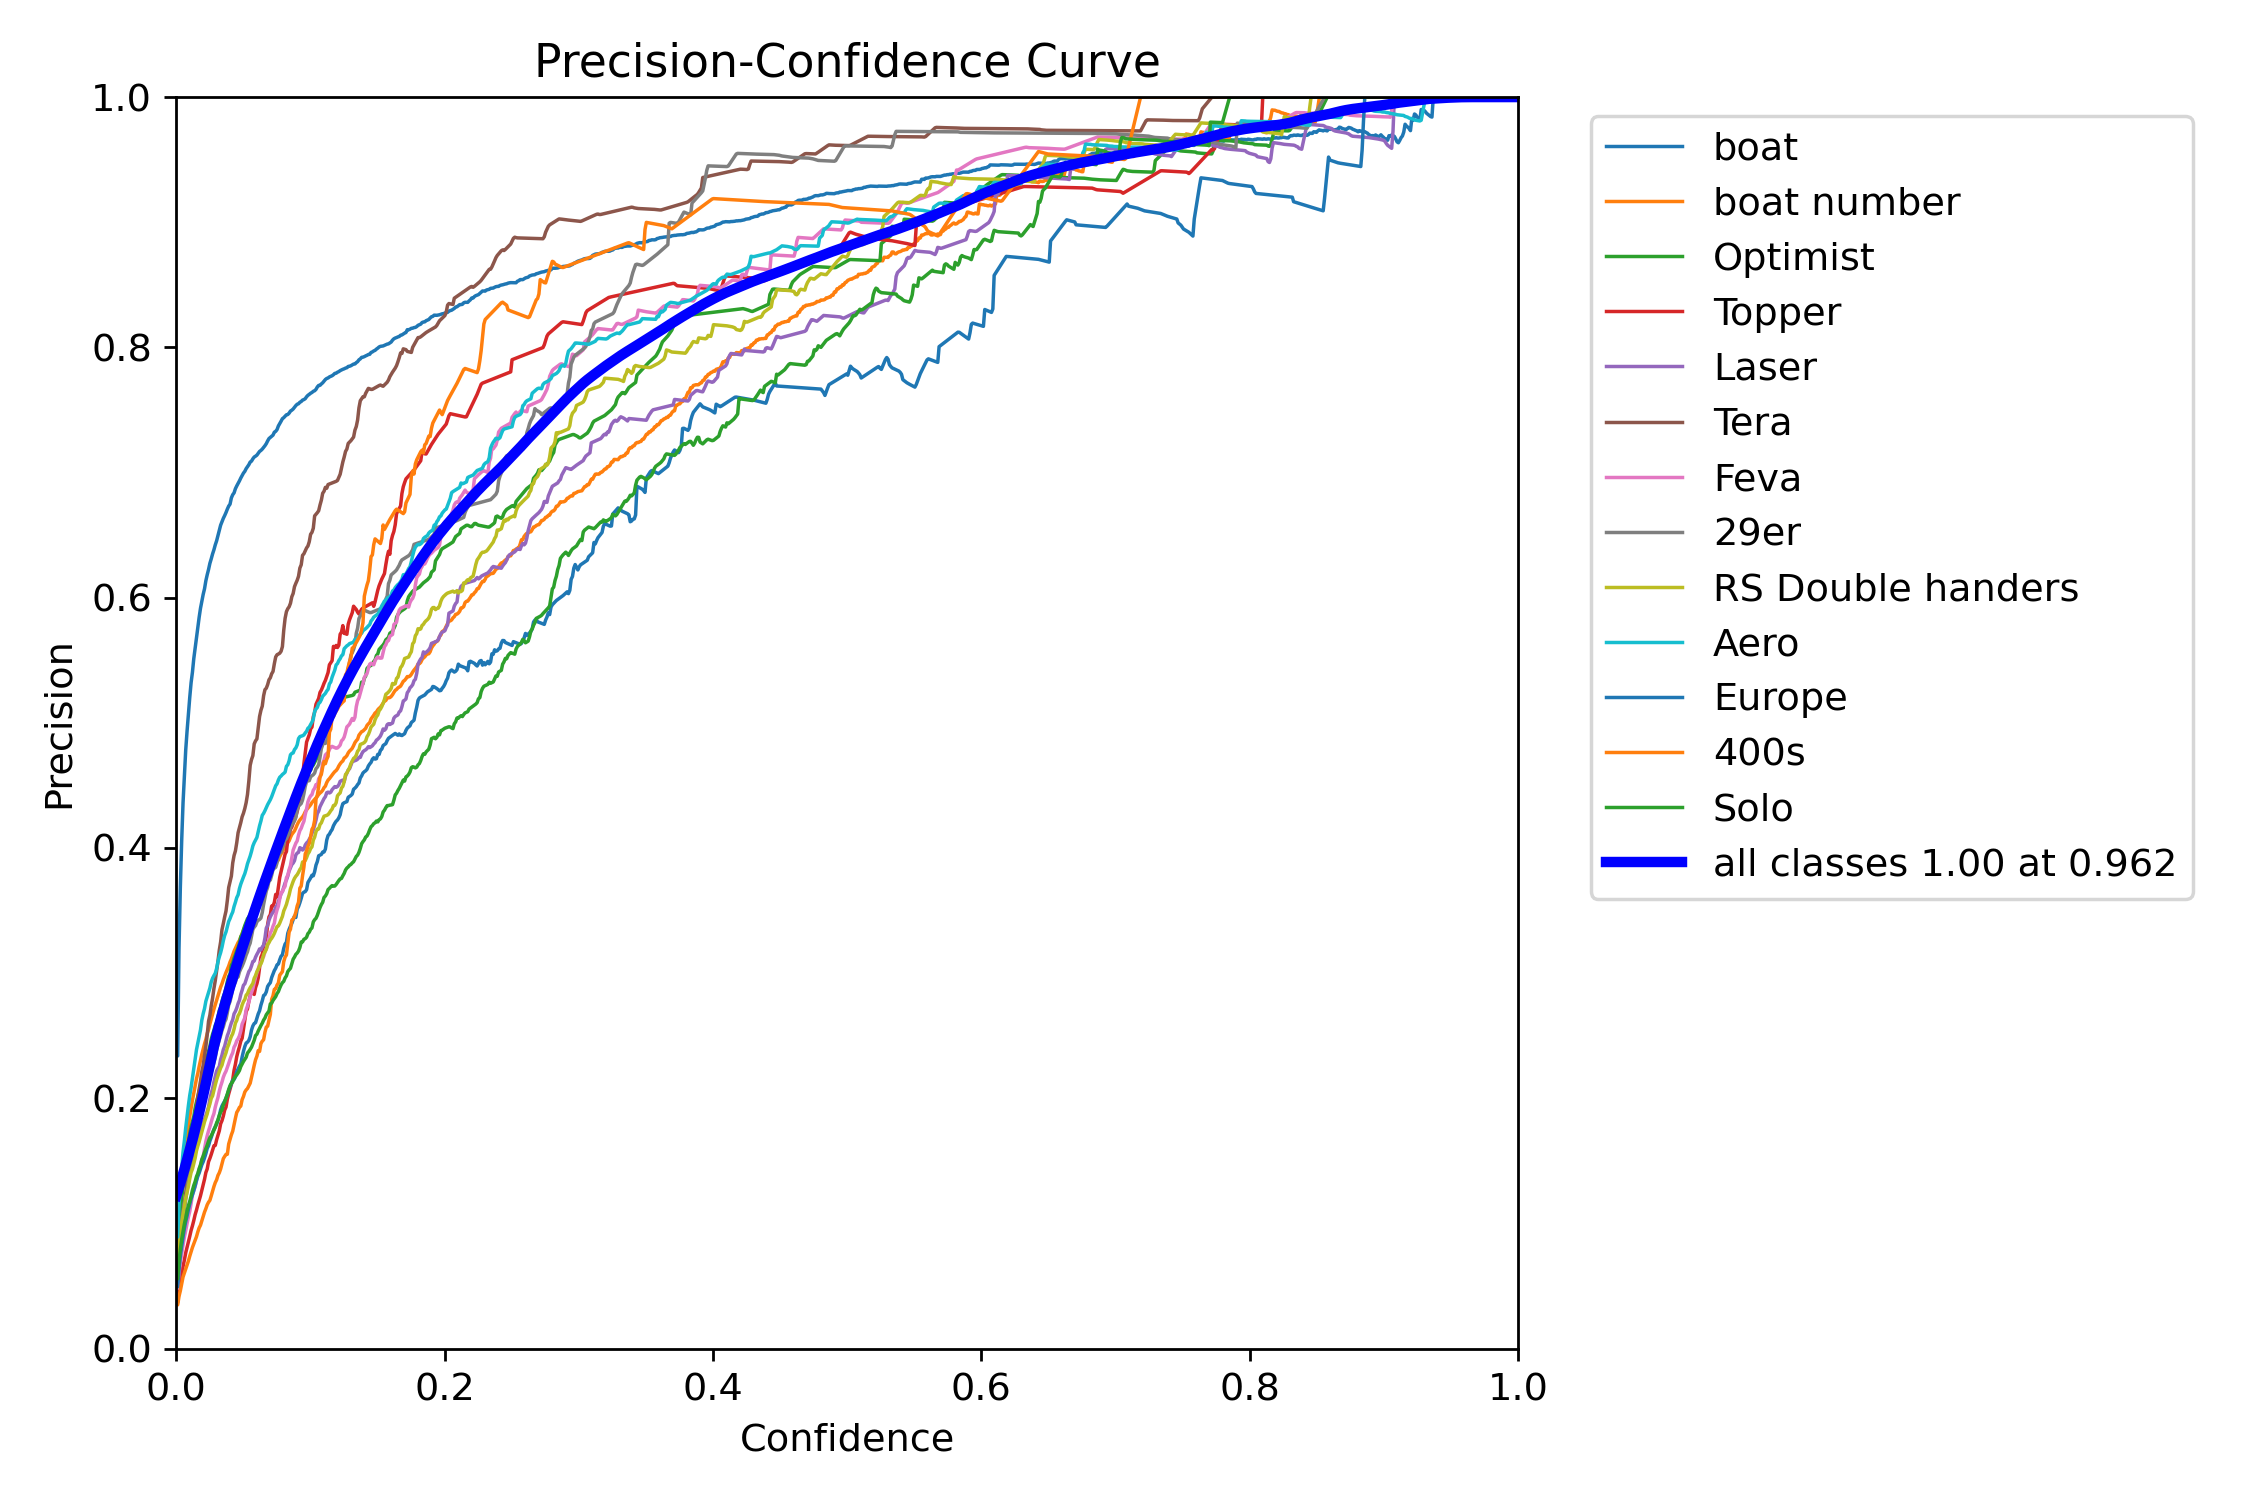 Precision-Confidence Curve
1.0
0.8
0.6
0.4
0.2
0.0
Precision
0.0 0.2 0.4 0.6 0.8 1.0
Confidence
boat
boat number
Optimist
Topper
Laser
Tera
Feva
29er
RS Double handers
Aero
Europe
400s
Solo
all classes 1.00 at 0.962